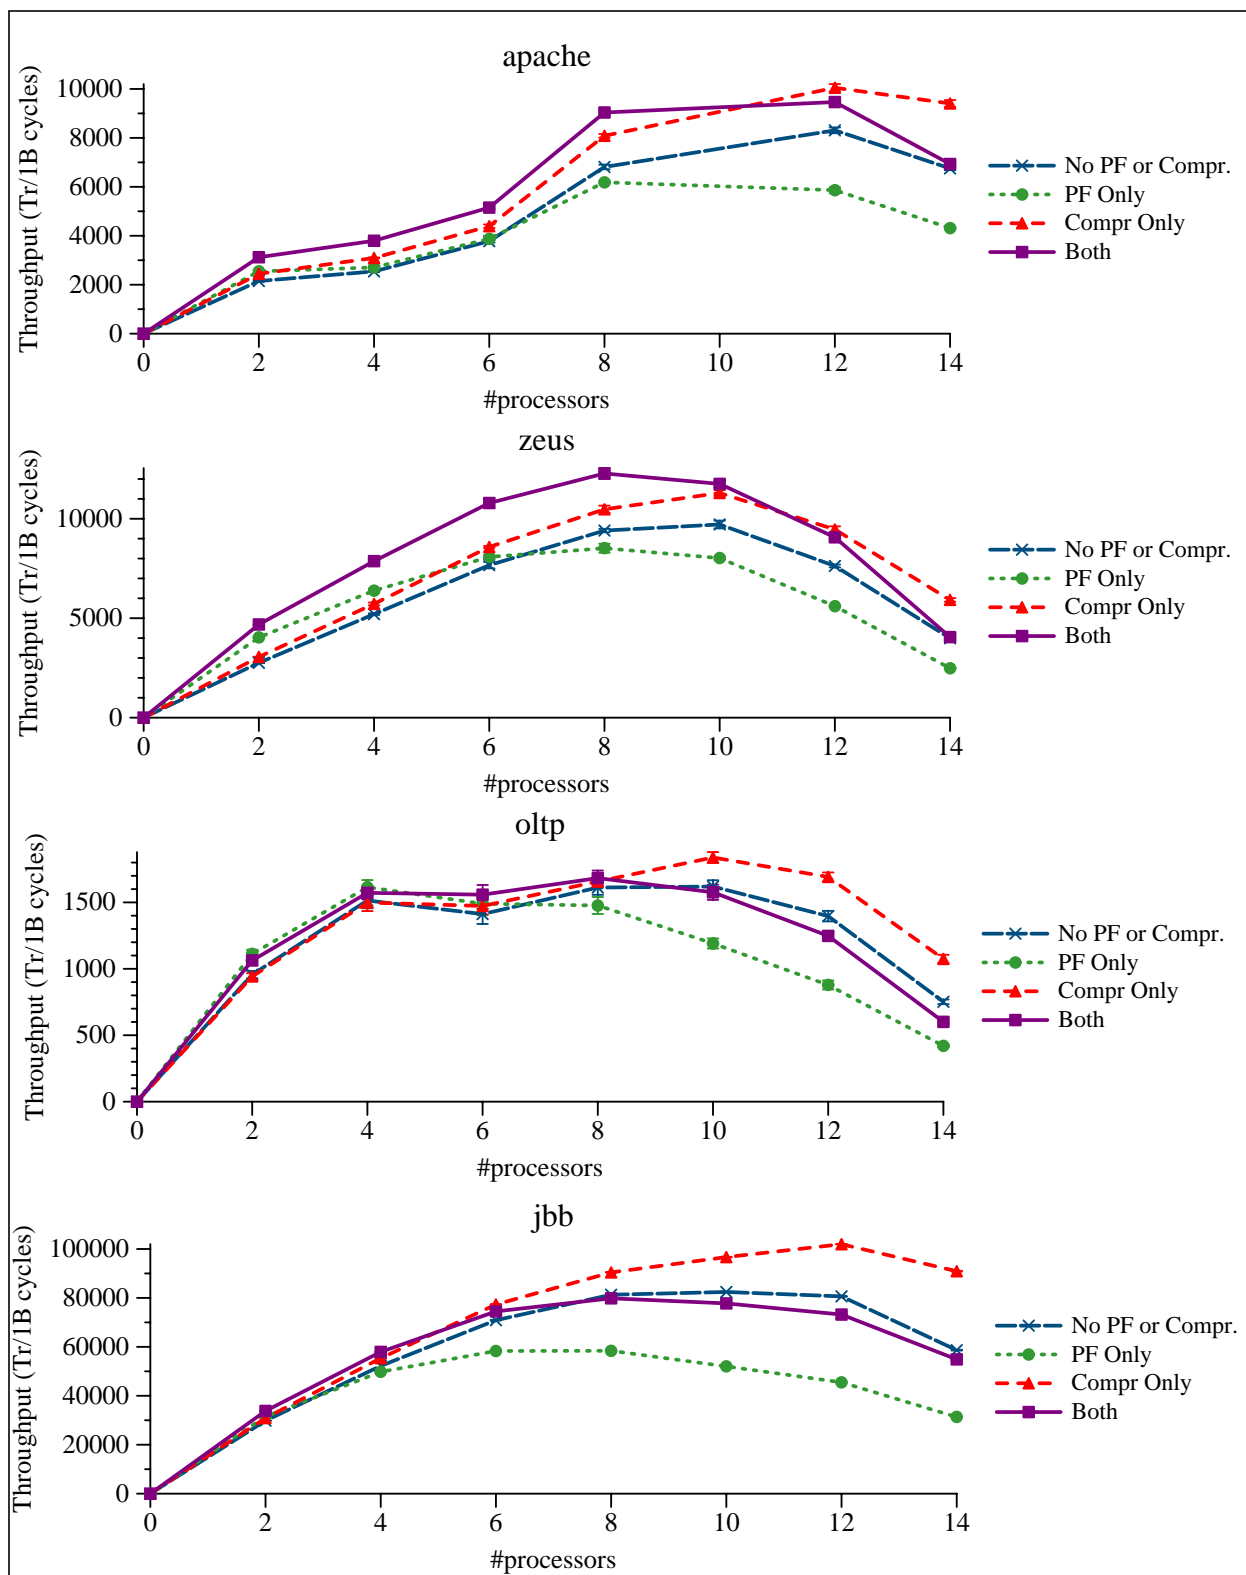 apache
Throughput (Tr/1B cycles)
10000
8000
6000
4000
2000
0
0 2 4 6 8 10 12 14
#processors
No PF or Compr.
PF Only
Compr Only
Both
zeus
Throughput (Tr/1B cycles)
10000
5000
0
0 2 4 6 8 10 12 14
#processors
No PF or Compr.
PF Only
Compr Only
Both
oltp
Throughput (Tr/1B cycles)
1500
1000
500
0
0 2 4 6 8 10 12 14
#processors
No PF or Compr.
PF Only
Compr Only
Both
jbb
Throughput (Tr/1B cycles)
100000
80000
60000
40000
20000
0
0 2 4 6 8 10 12 14
#processors
No PF or Compr.
PF Only
Compr Only
Both